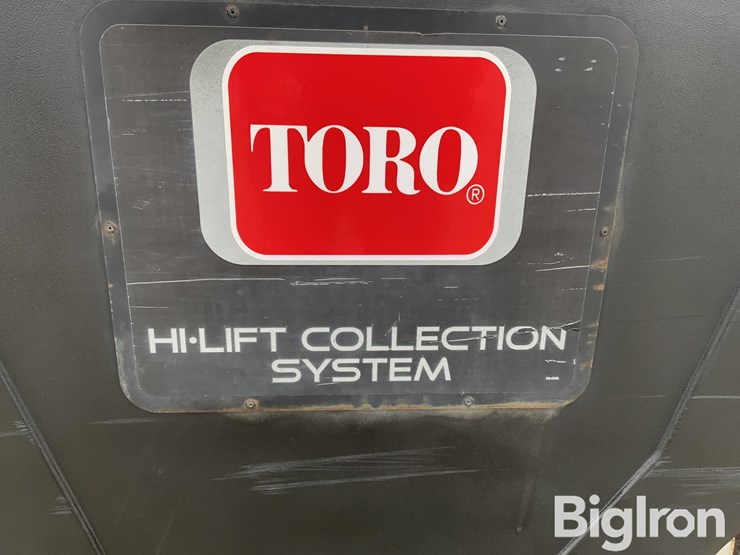 TORO®
HI•LIFT COLLECTION
SYSTEM
BigIron